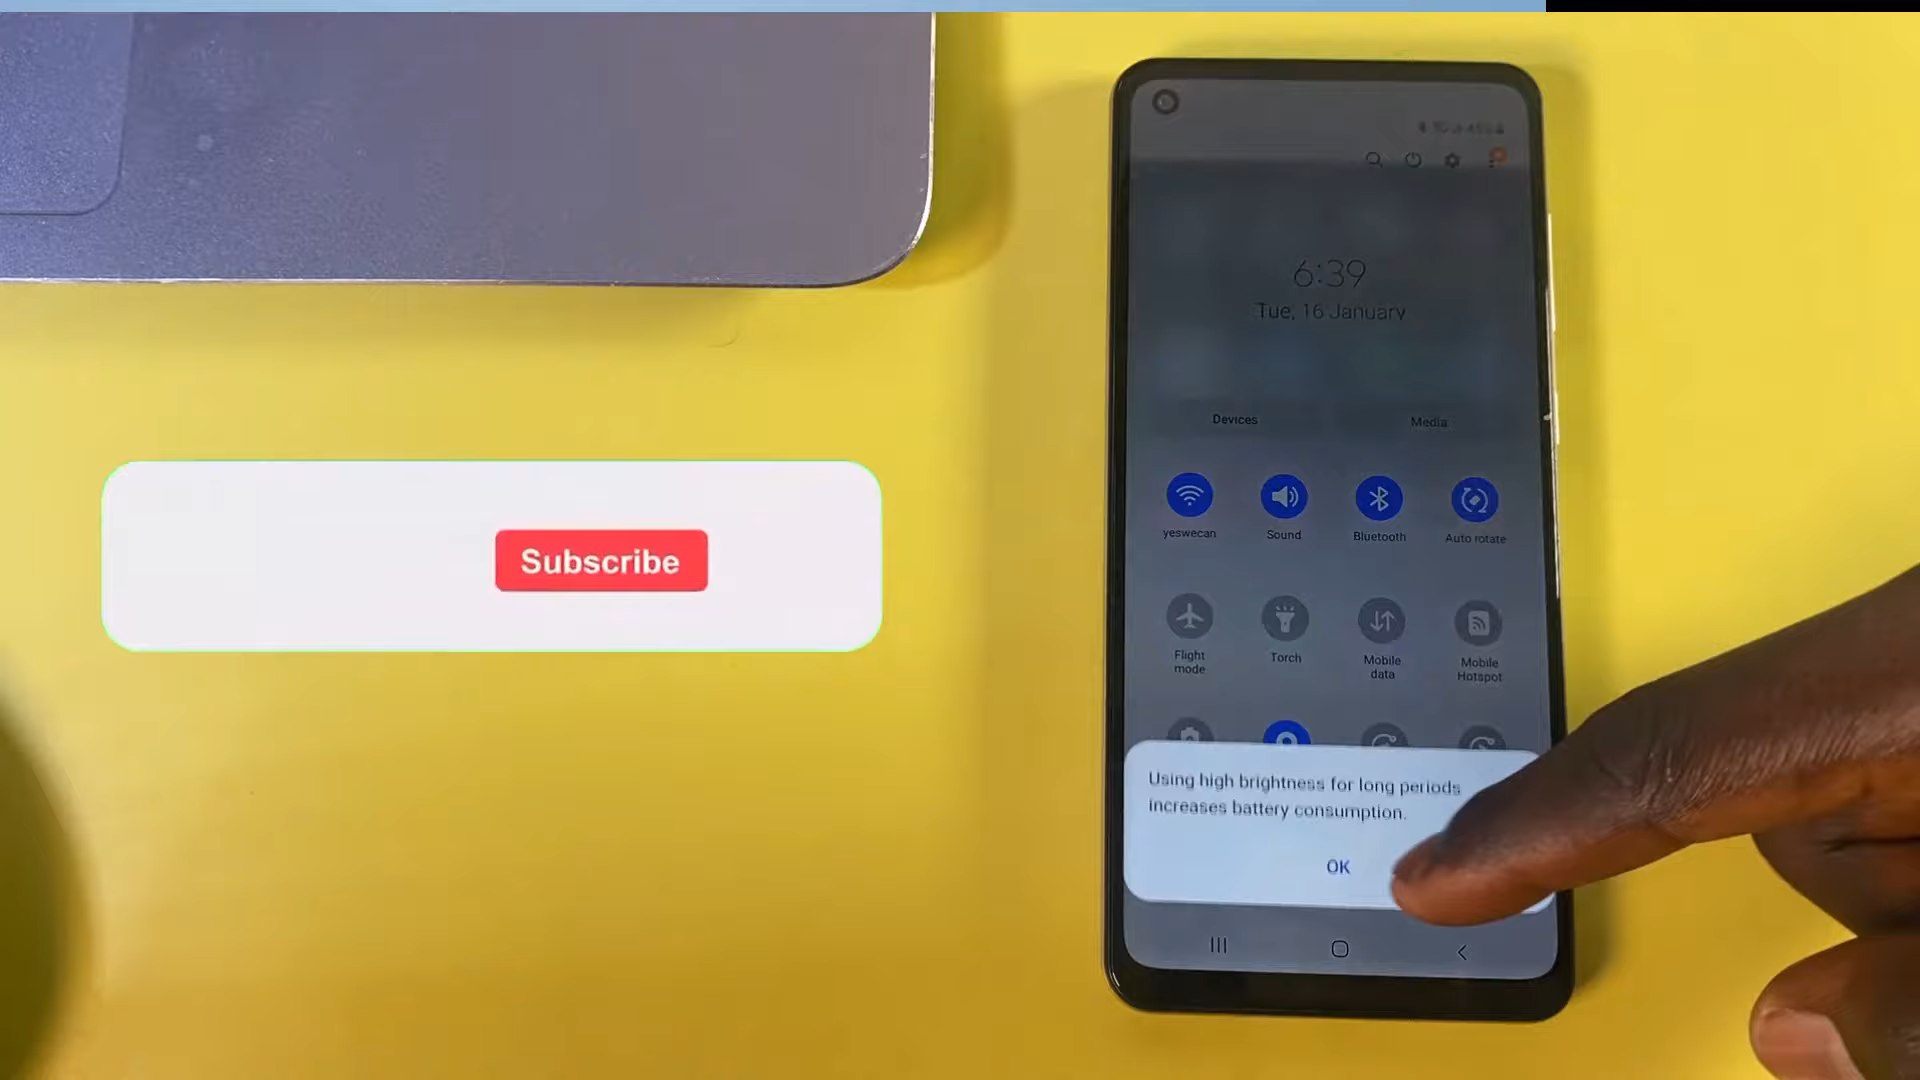 6:39
Tue, 16 January
Devices
Media
yeswecan
Sound
Bluetooth
Auto rotate
Flight
mode
Torch
Mobile
data
Mobile
Hotspot
Using high brightness for long periods
increases battery consumption.
OK
Subscribe